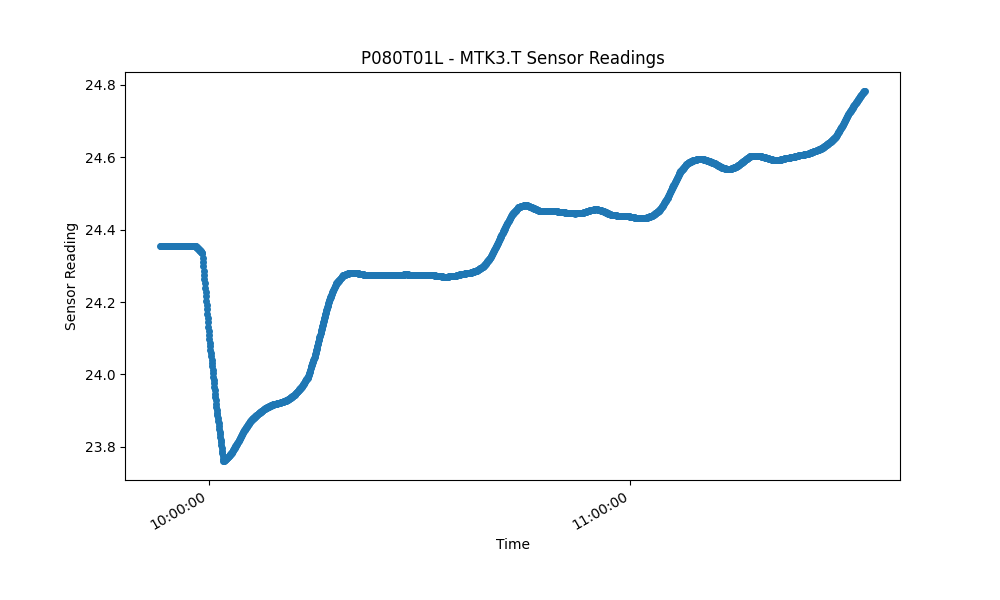 P080T01L - MTK3.T Sensor Readings
24.8
24.6
24.4
24.2
24.0
23.8
Sensor Reading
10:00:00
11:00:00
Time